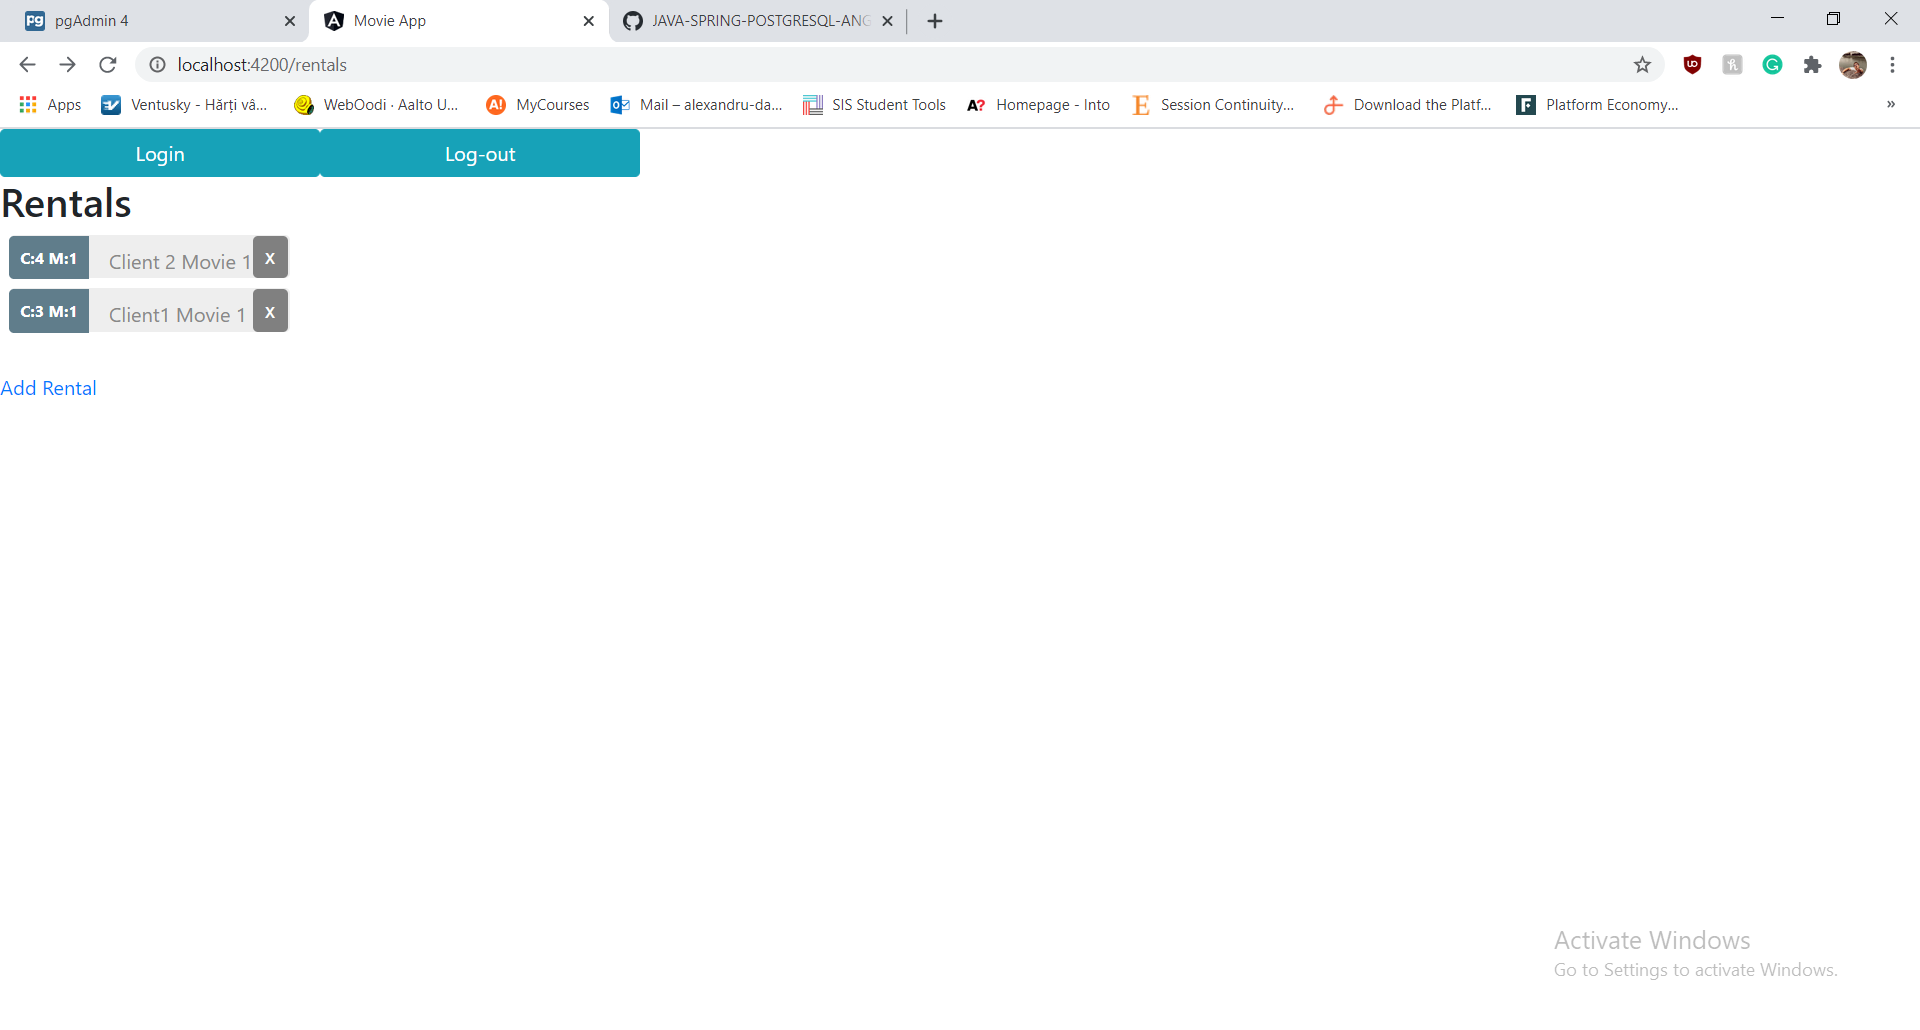 pgAdmin 4
Movie App
JAVA-SPRING-POSTGRESQL-ANG
localhost:4200/rentals
Apps
Ventusky - Hărți vâ...
WebOodi · Aalto U...
MyCourses
Mail – alexandru-da...
SIS Student Tools
Homepage - Into
Session Continuity...
Download the Platf...
Platform Economy...
»
Login
Log-out
Rentals
C:4 M:1 Client 2 Movie 1 X
C:3 M:1 Client1 Movie 1 X
Add Rental
Activate Windows
Go to Settings to activate Windows.